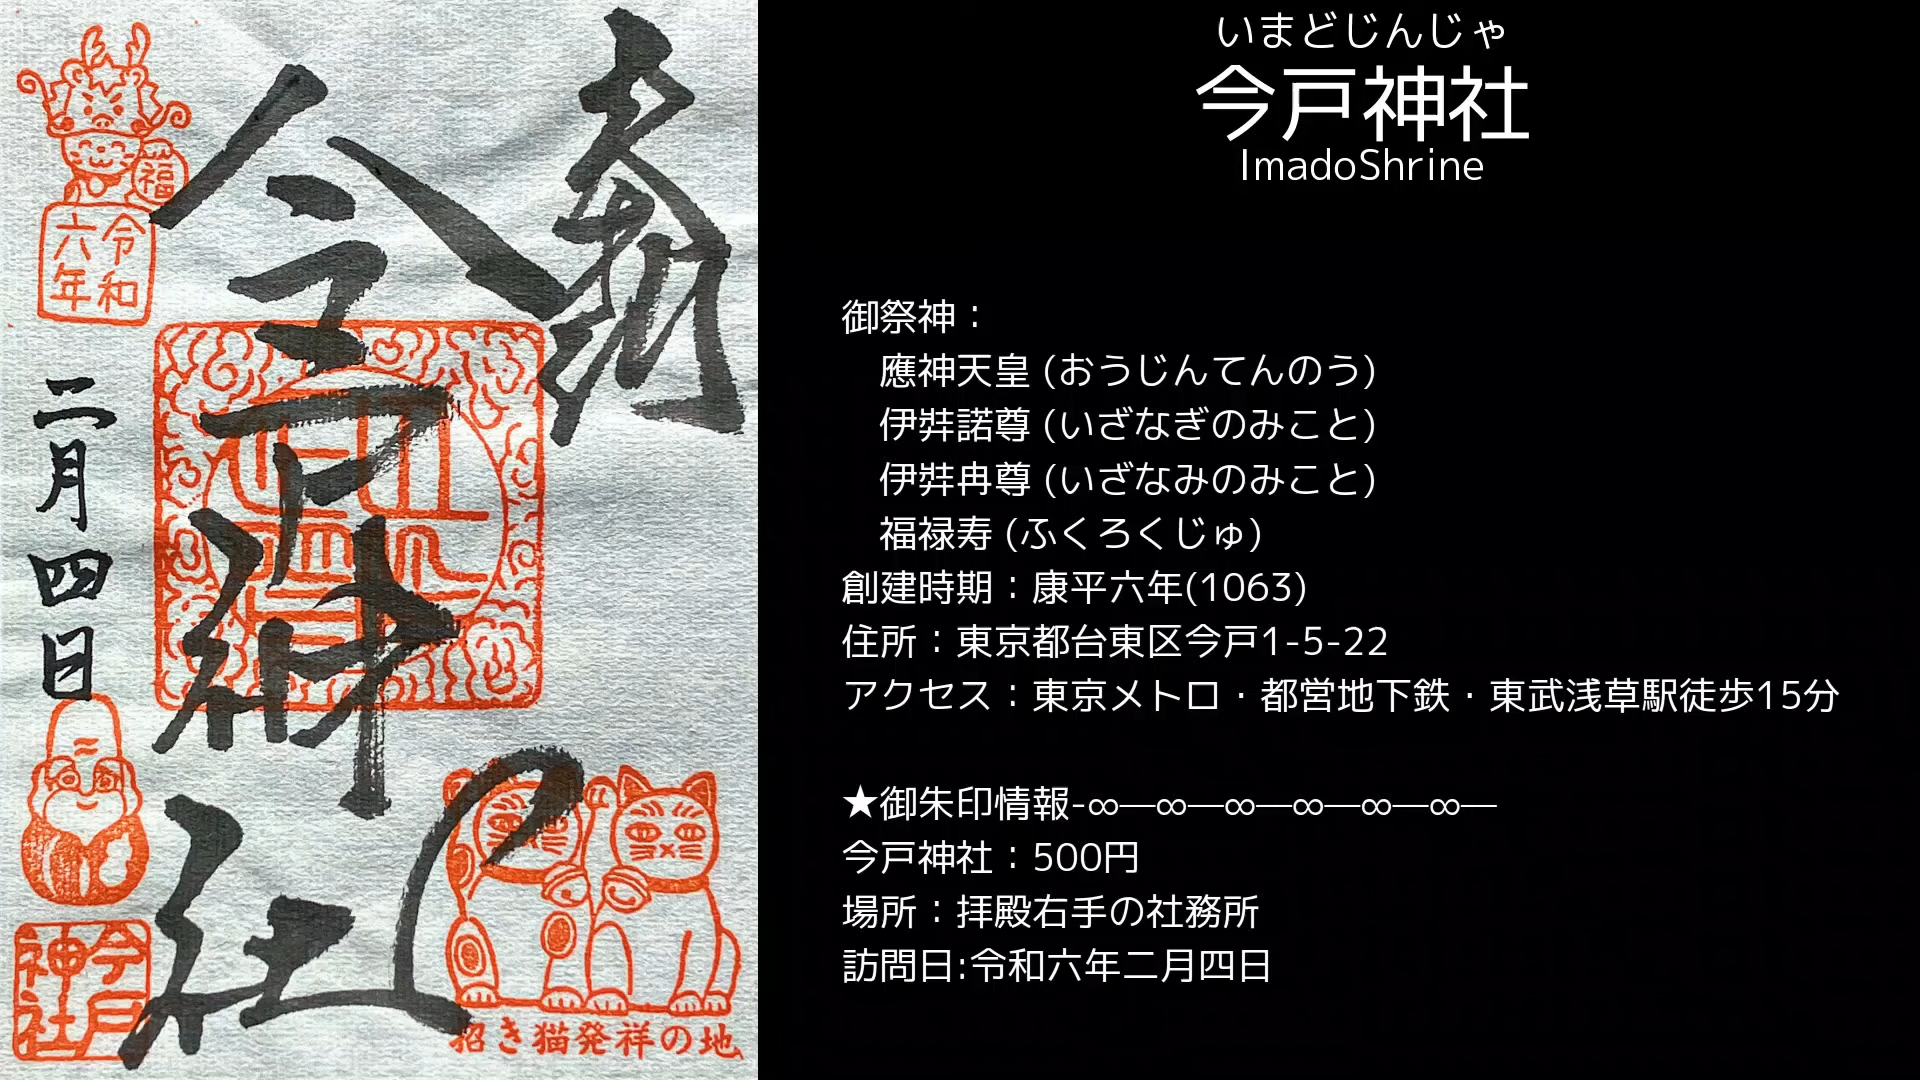 奉拝
今戸神社
福
令和
六年
二月四日
今戸
神社
招き猫発祥の地
いまどじんじゃ
今戸神社
ImadoShrine
御祭神：
應神天皇 (おうじんてんのう)
伊弉諾尊 (いざなぎのみこと)
伊弉冉尊 (いざなみのみこと)
福禄寿 (ふくろくじゅ)
創建時期：康平六年(1063)
住所：東京都台東区今戸1-5-22
アクセス：東京メトロ・都営地下鉄・東武浅草駅徒歩15分
★御朱印情報-∞—∞—∞—∞—∞—∞—
今戸神社：500円
場所：拝殿右手の社務所
訪問日:令和六年二月四日